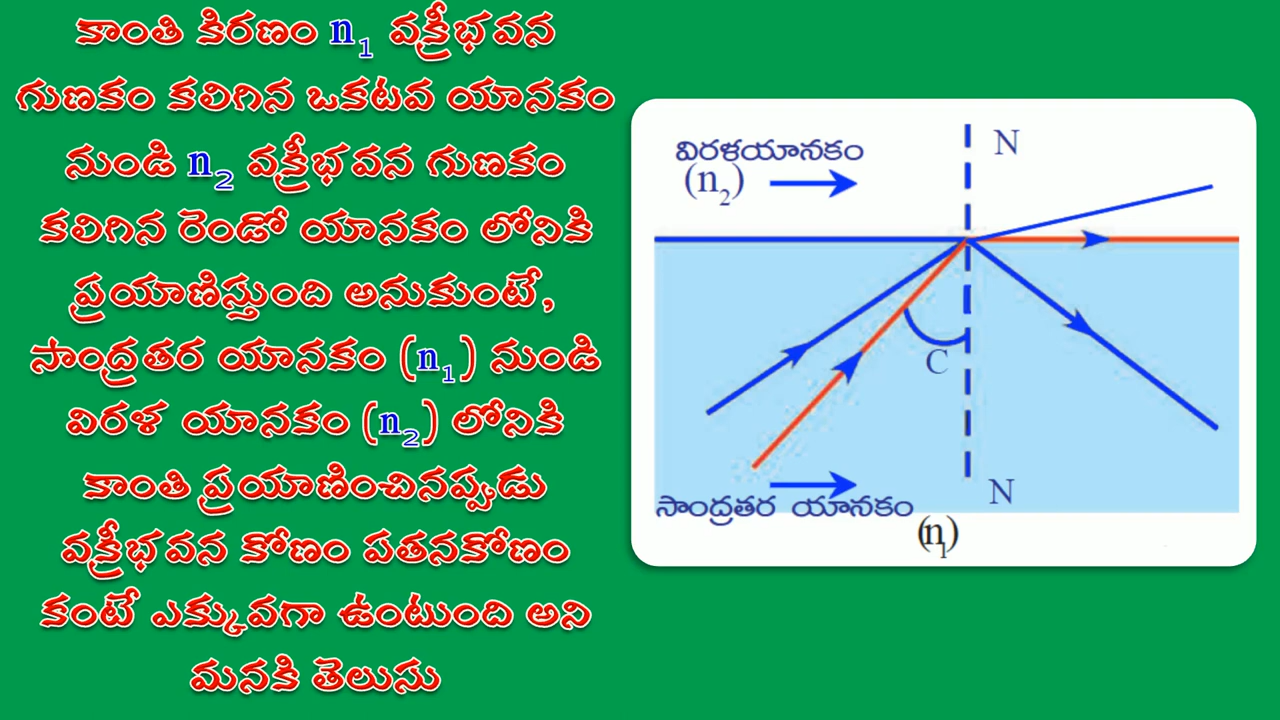 కాంతి కిరణం n₁ వక్రీభవన
గుణకం కలిగిన ఒకటవ యానకం
నుండి n₂ వక్రీభవన గుణకం
కలిగిన రెండో యానకం లోనికి
ప్రయాణిస్తుంది అనుకుంటే,
సాంద్రతర యానకం (n₁) నుండి
విరళ యానకం (n₂) లోనికి
కాంతి ప్రయాణించినప్పుడు
వక్రీభవన కోణం పతనకోణం
కంటే ఎక్కువగా ఉంటుంది అని
మనకి తెలుసు
విరళయానకం
(n₂)
N
C
N
సాంద్రతర యానకం
(n₁)